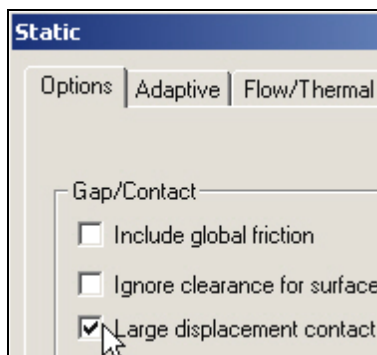 Static
Options Adaptive Flow/Thermal
Gap/Contact
Include global friction
Ignore clearance for surface
Large displacement contact